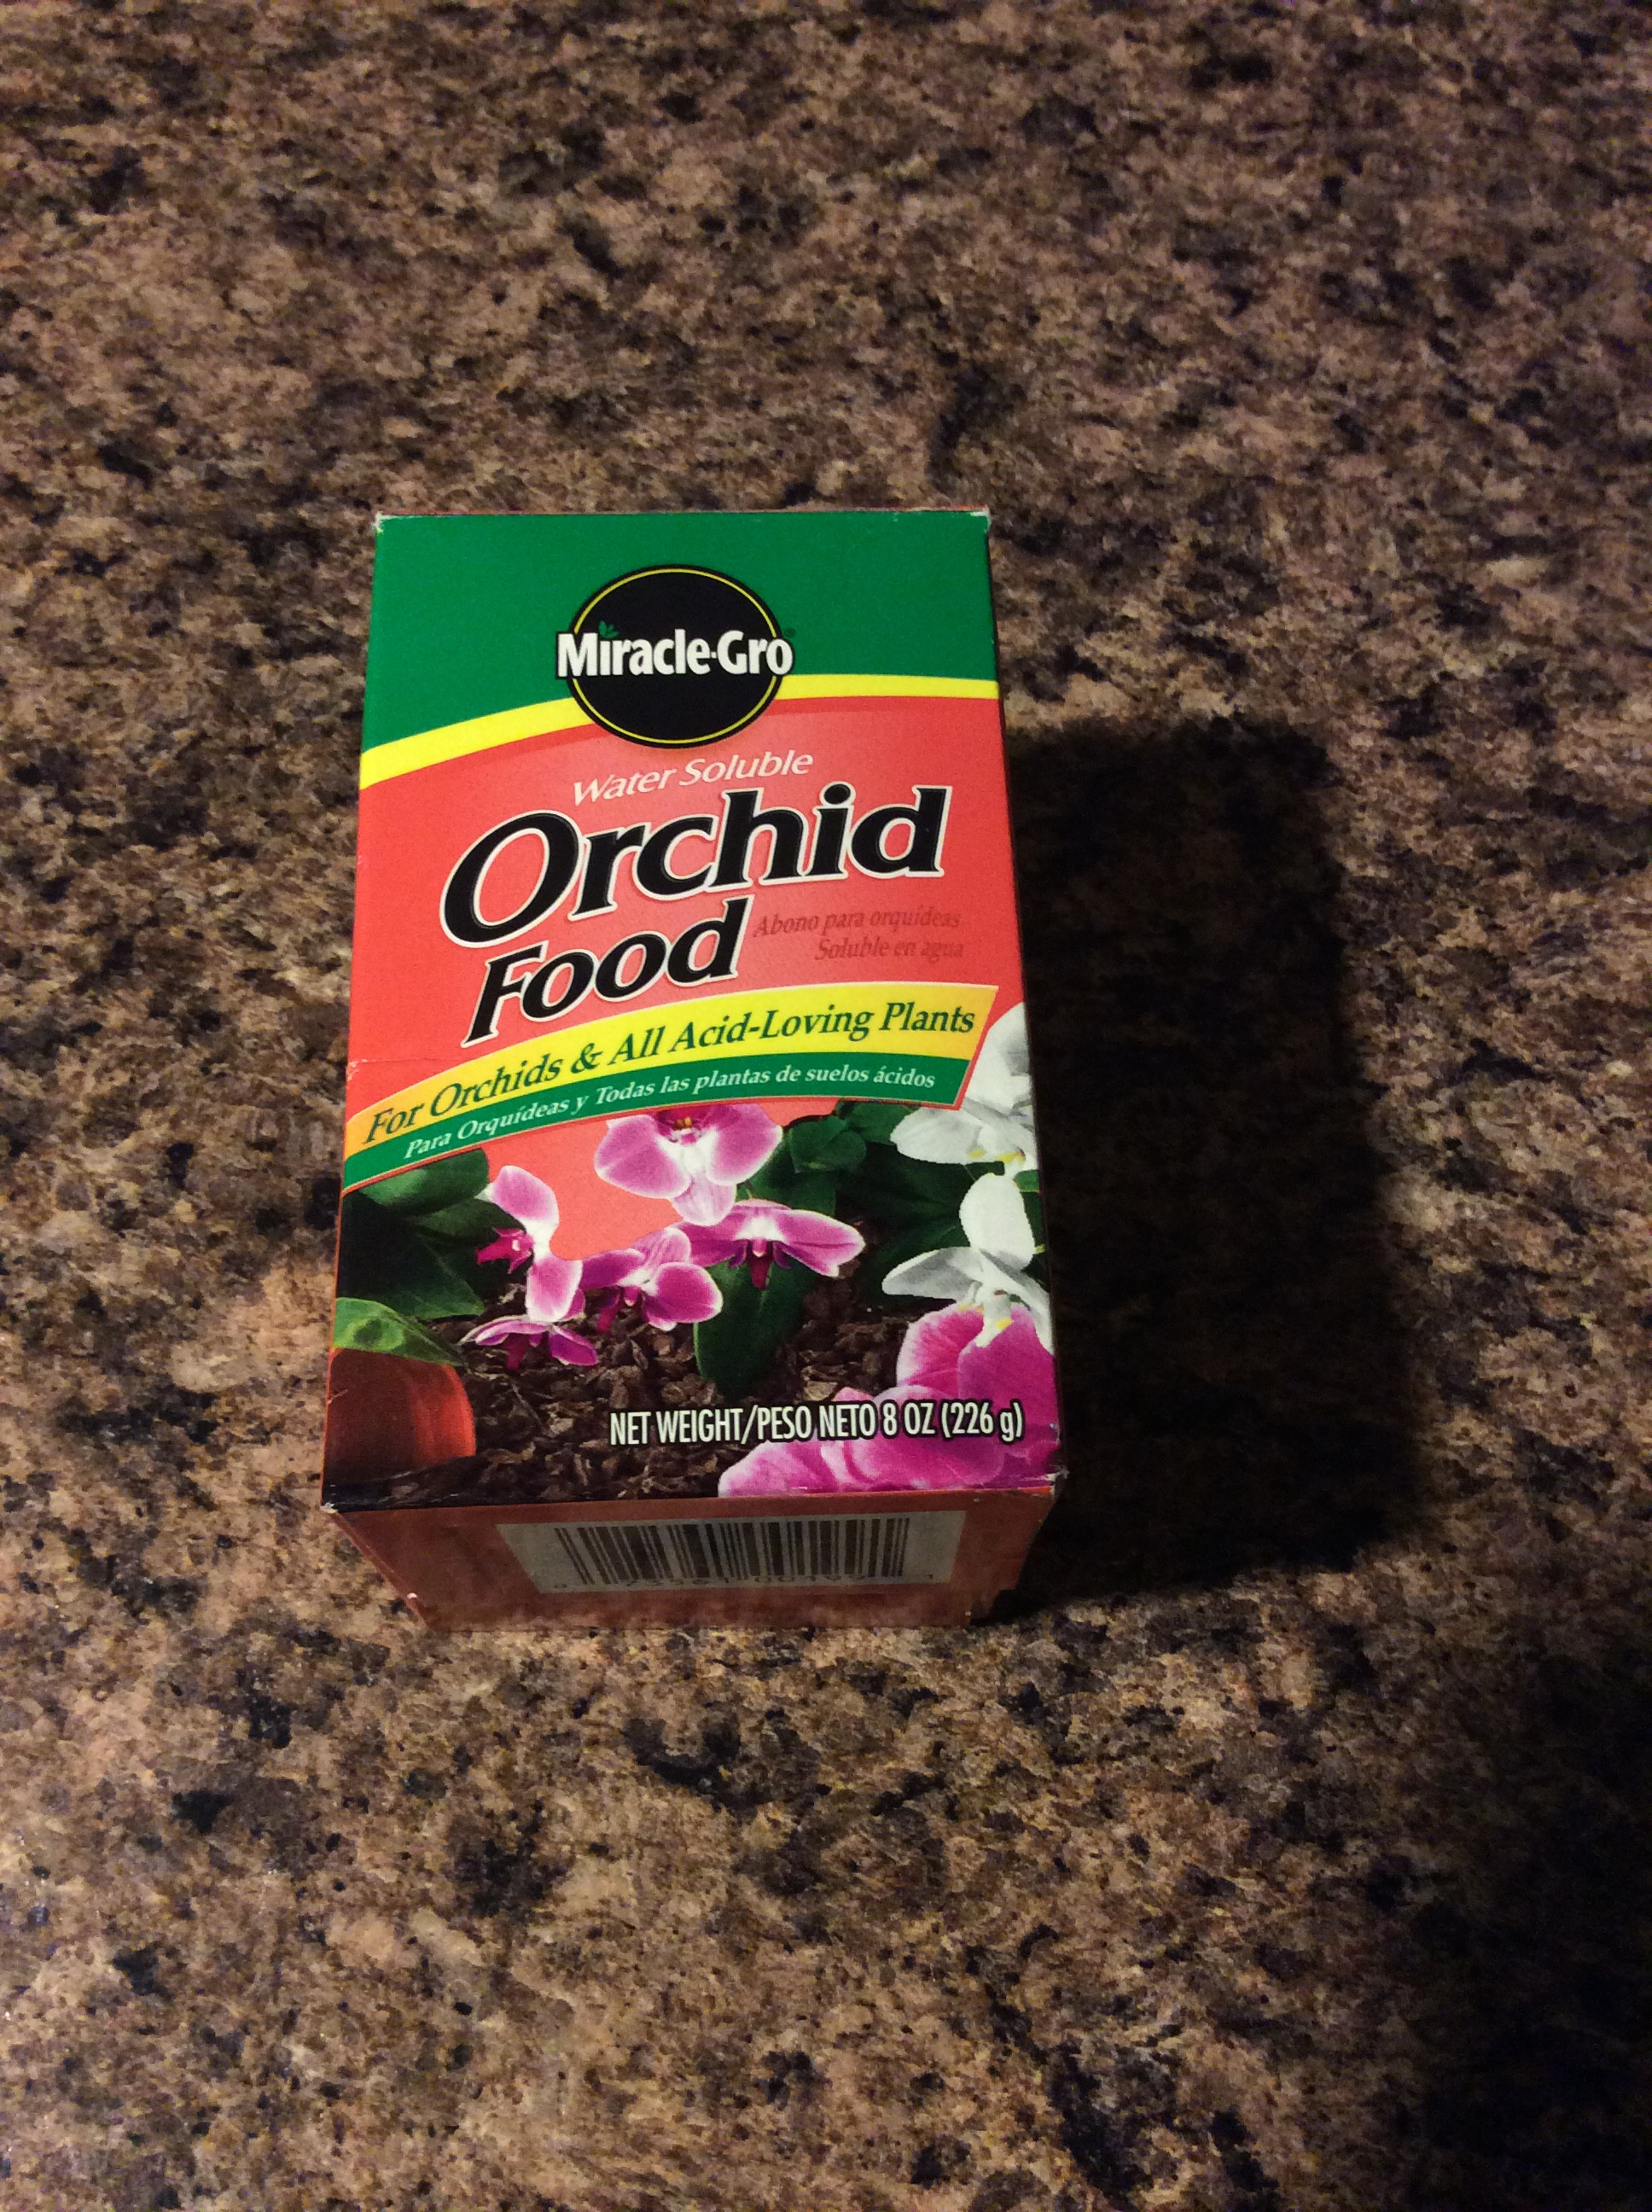 Miracle-Gro
Water Soluble
Orchid
Food
Abono para orquídeas
Soluble en agua
For Orchids & All Acid-Loving Plants
Para Orquídeas y Todas las plantas de suelos ácidos
NET WEIGHT/PESO NETO 8 OZ (226 g)